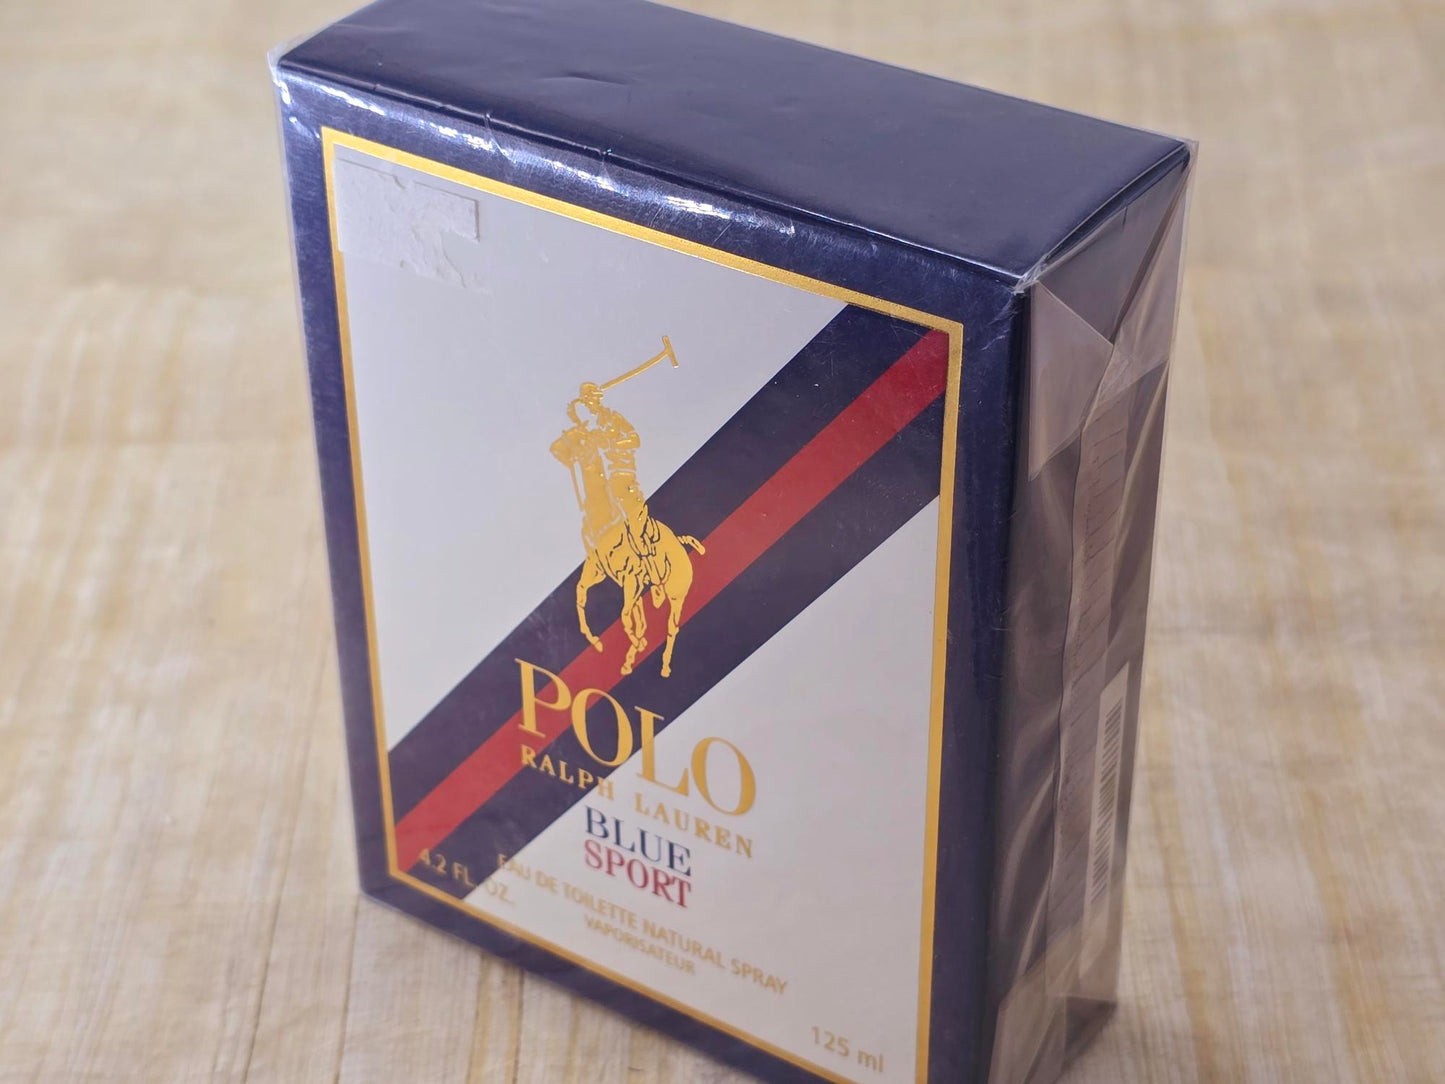 POLO
RALPH LAUREN
BLUE
SPORT
EAU DE TOILETTE NATURAL SPRAY
VAPORISATEUR
4.2 FL. OZ.
125 ml